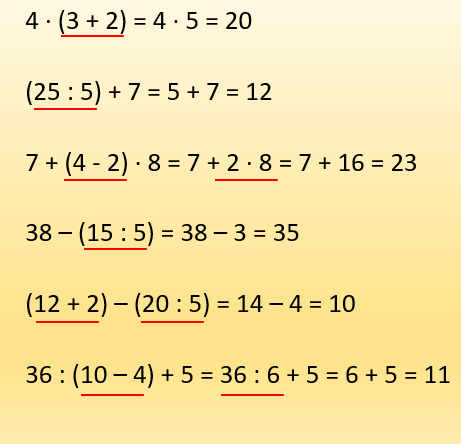 4 · (3 + 2) = 4 · 5 = 20
(25 : 5) + 7 = 5 + 7 = 12
7 + (4 - 2) · 8 = 7 + 2 · 8 = 7 + 16 = 23
38 – (15 : 5) = 38 – 3 = 35
(12 + 2) – (20 : 5) = 14 – 4 = 10
36 : (10 – 4) + 5 = 36 : 6 + 5 = 6 + 5 = 11